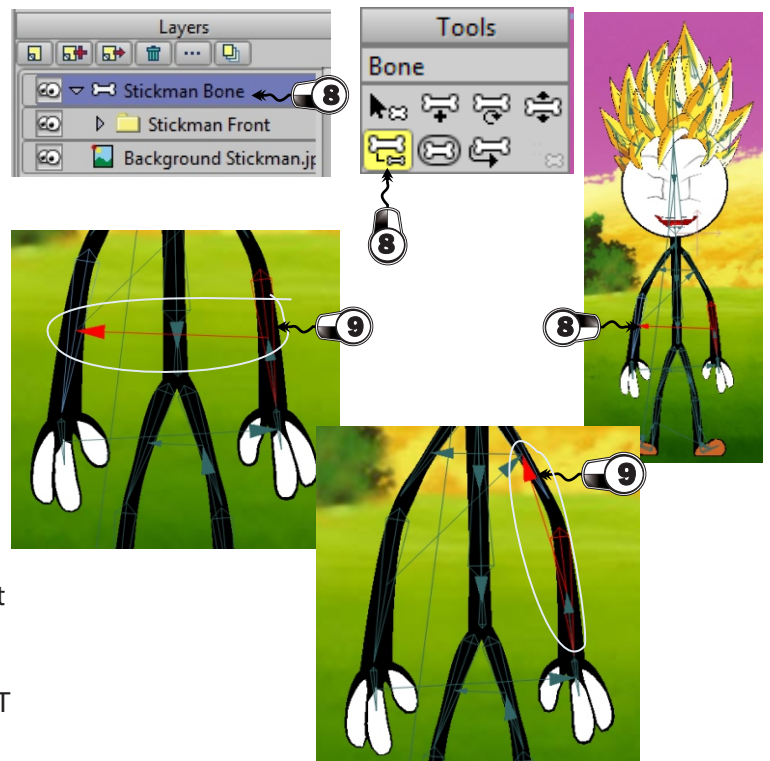 Layers
Stickman Bone
8
Stickman Front
Background Stickman.jp
Tools
Bone
8
8
9
9
t
T